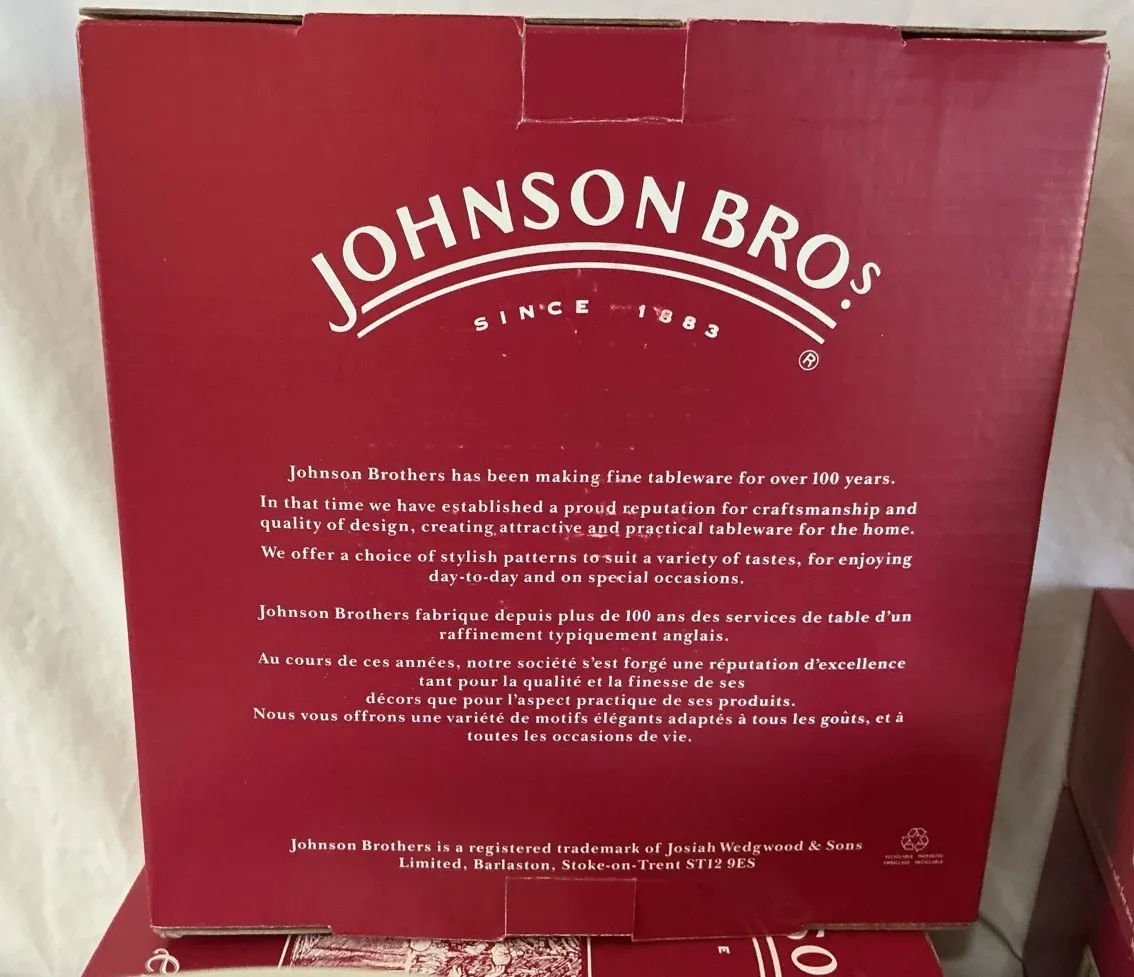 JOHNSON BROS.
SINCE 1883
®
Johnson Brothers has been making fine tableware for over 100 years.
In that time we have established a proud reputation for craftsmanship and
quality of design, creating attractive and practical tableware for the home.
We offer a choice of stylish patterns to suit a variety of tastes, for enjoying
day-to-day and on special occasions.
Johnson Brothers fabrique depuis plus de 100 ans des services de table d'un
raffinement typiquement anglais.
Au cours de ces années, notre société s'est forgé une réputation d'excellence
tant pour la qualité et la finesse de ses
décors que pour l'aspect practique de ses produits.
Nous vous offrons une variété de motifs élégants adaptés à tous les goûts, et à
toutes les occasions de vie.
Johnson Brothers is a registered trademark of Josiah Wedgwood & Sons
Limited, Barlaston, Stoke-on-Trent ST12 9ES
RECYCLABLE PACKAGING
EMBALLAGE RECYCLABLE